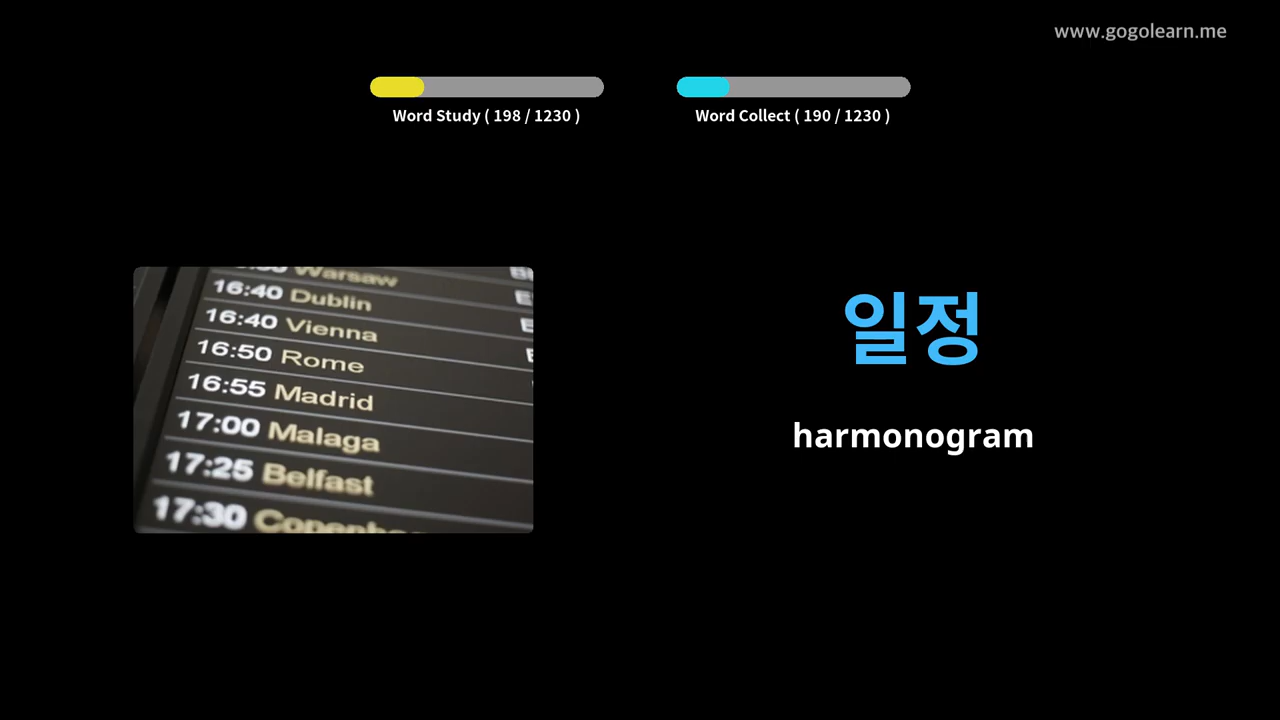 www.gogolearn.me
Word Study ( 198 / 1230 )
Word Collect ( 190 / 1230 )
Warsaw
16:40 Dublin
16:40 Vienna
16:50 Rome
16:55 Madrid
17:00 Malaga
17:25 Belfast
17:30
일정
harmonogram